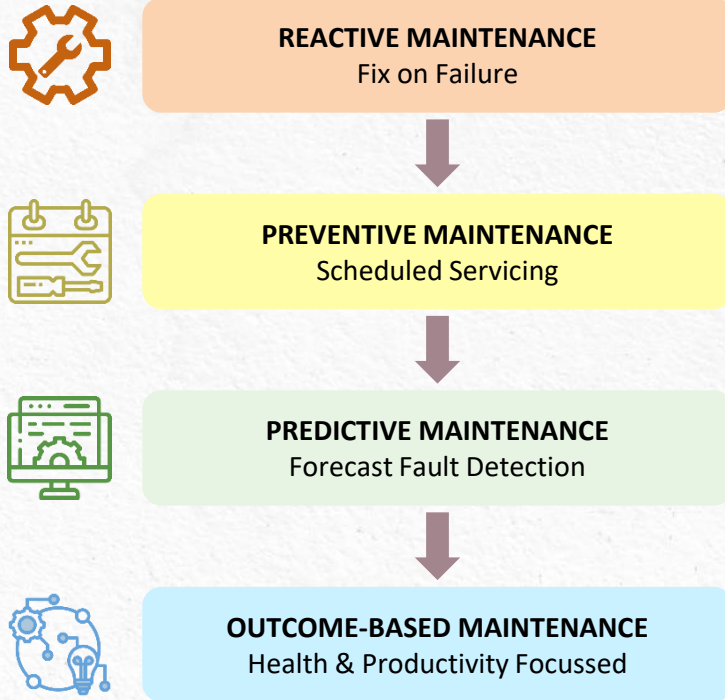 REACTIVE MAINTENANCE
Fix on Failure
PREVENTIVE MAINTENANCE
Scheduled Servicing
PREDICTIVE MAINTENANCE
Forecast Fault Detection
OUTCOME-BASED MAINTENANCE
Health & Productivity Focussed